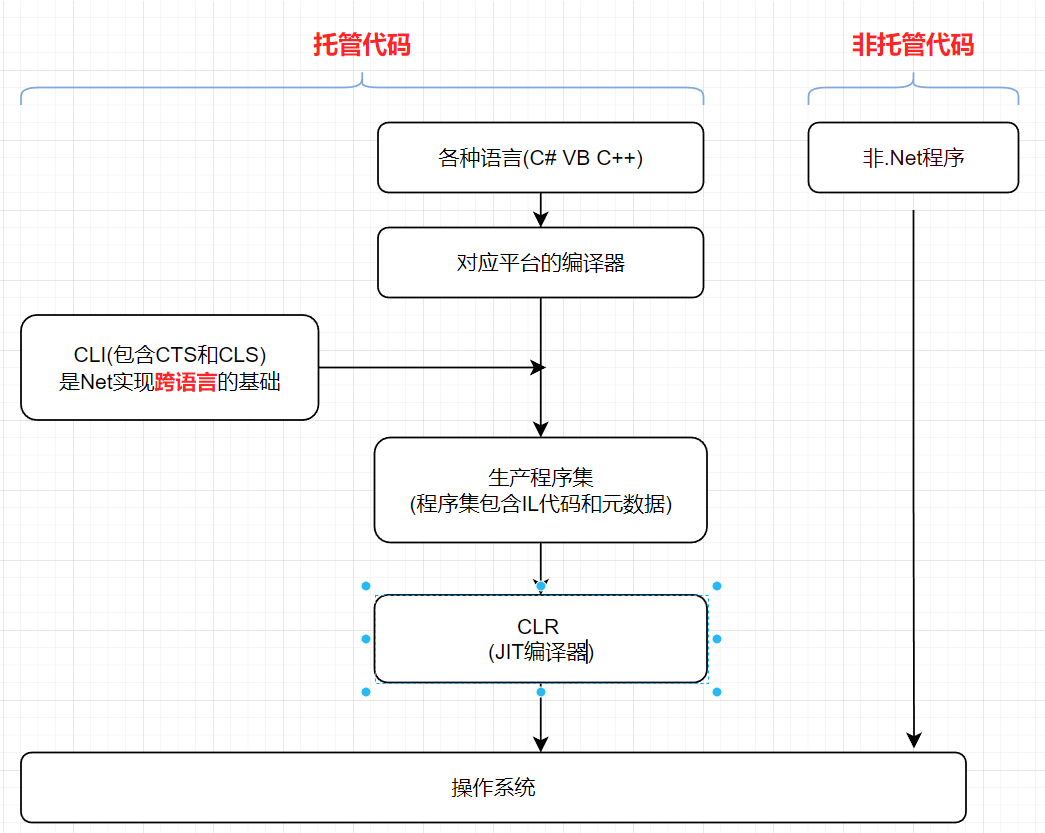 托管代码
非托管代码
各种语言(C# VB C++)
非.Net程序
对应平台的编译器
CLI(包含CTS和CLS)
是Net实现跨语言的基础
生产程序集
(程序集包含IL代码和元数据)
CLR
(JIT编译器)
操作系统